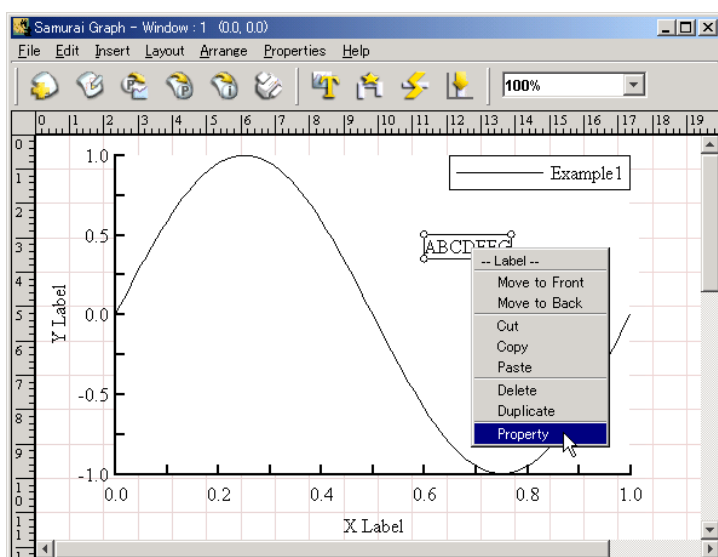 Samurai Graph - Window : 1 (0.0, 0.0)
File Edit Insert Layout Arrange Properties Help
100%
0 1 2 3 4 5 6 7 8 9 10 11 12 13 14 15 16 17 18 19
0
1
2
3
4
5
6
7
8
9
10
11
1.0
0.5
0.0
-0.5
-1.0
Y Label
Example1
ABCDEFG
-- Label --
Move to Front
Move to Back
Cut
Copy
Paste
Delete
Duplicate
Property
0.0 0.2 0.4 0.6 0.8 1.0
X Label